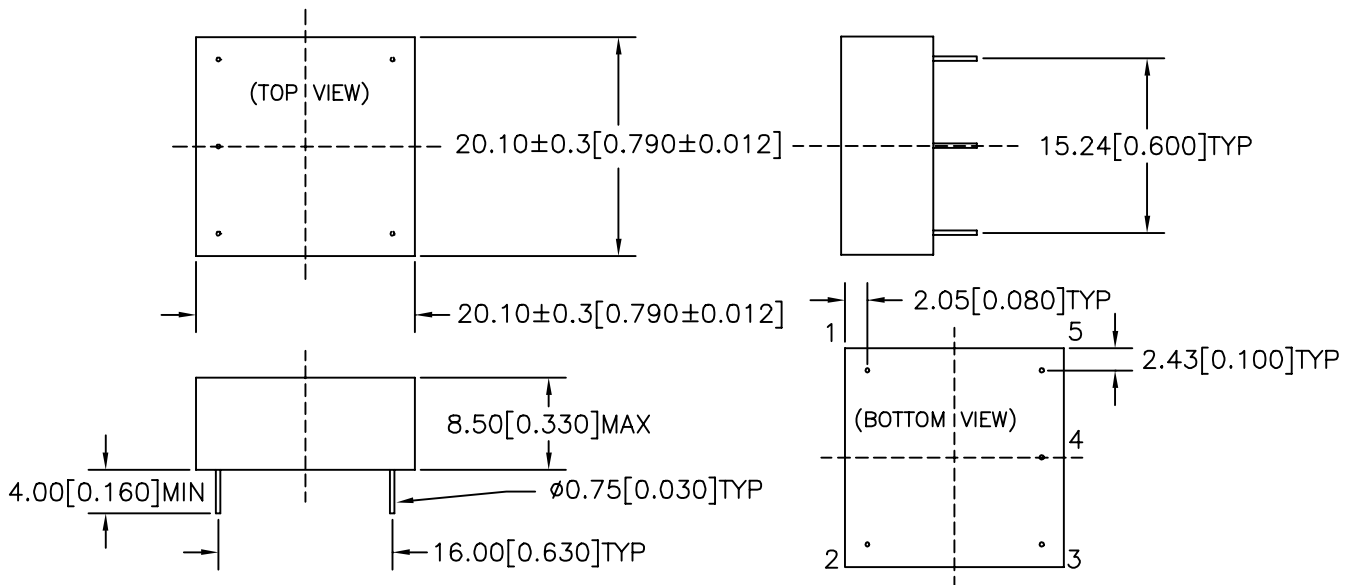 (TOP VIEW)
20.10±0.3[0.790±0.012]
15.24[0.600]TYP
20.10±0.3[0.790±0.012]
2.05[0.080]TYP
1
5
2.43[0.100]TYP
8.50[0.330]MAX
(BOTTOM VIEW)
4
4.00[0.160]MIN
ø0.75[0.030]TYP
16.00[0.630]TYP
2
3